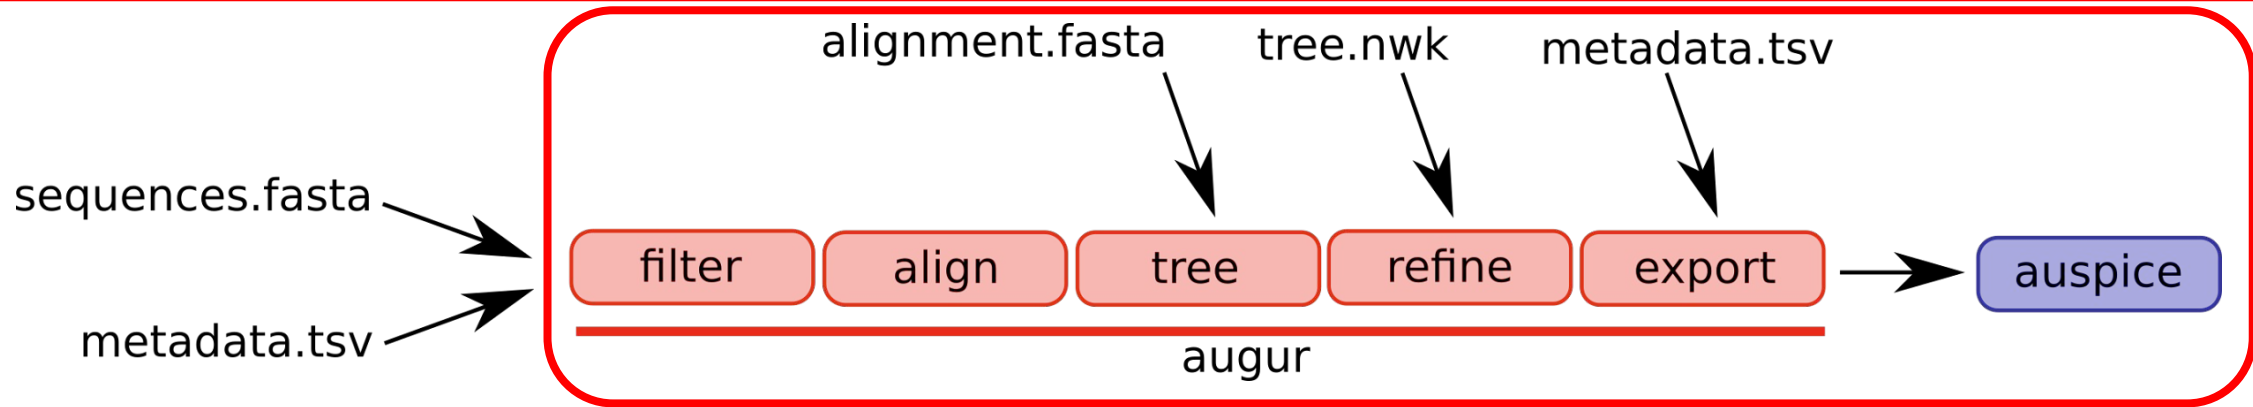 alignment.fasta
tree.nwk
metadata.tsv
sequences.fasta
metadata.tsv
filter
align
tree
refine
export
auspice
augur